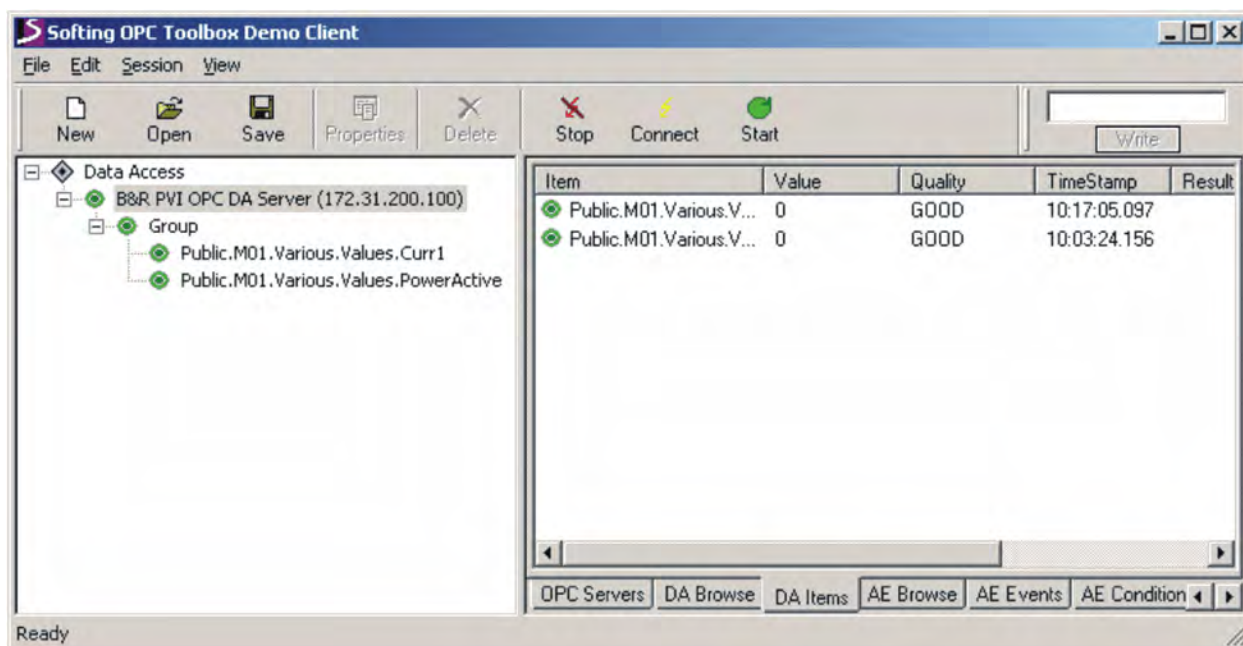 Softing OPC Toolbox Demo Client
File Edit Session View
New Open Save Properties Delete Stop Connect Start Write
Data Access
B&R PVI OPC DA Server (172.31.200.100)
Group
Public.M01.Various.Values.Curr1
Public.M01.Various.Values.PowerActive
Item Value Quality TimeStamp Result
Public.M01.Various.V... 0 GOOD 10:17:05.097
Public.M01.Various.V... 0 GOOD 10:03:24.156
OPC Servers DA Browse DA Items AE Browse AE Events AE Condition
Ready